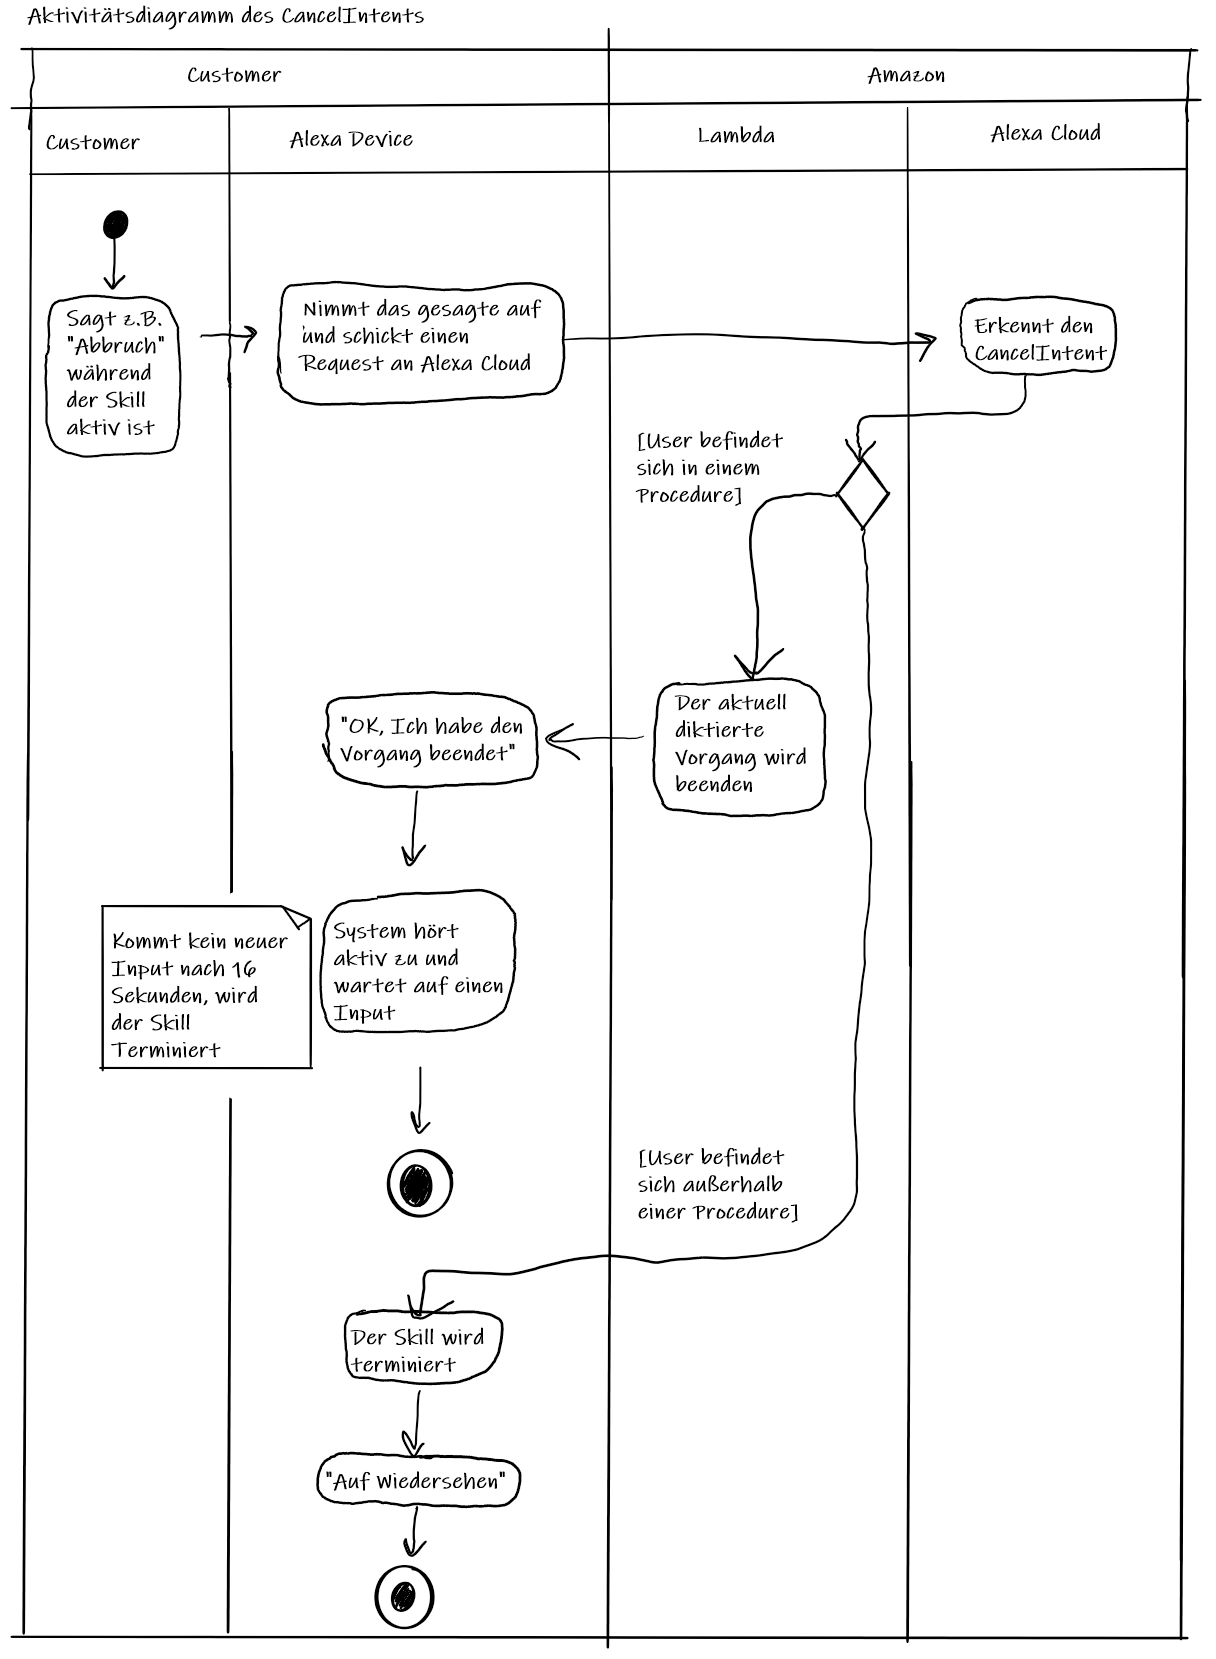 Aktivitätsdiagramm des CancelIntents
Customer
Amazon
Customer
Alexa Device
Lambda
Alexa Cloud
Sagt z.B.
"Abbruch"
während
der Skill
aktiv ist
Nimmt das gesagte auf
und schickt einen
Request an Alexa Cloud
Erkennt den
CancelIntent
[User befindet
sich in einem
Procedure]
Der aktuell
diktierte
Vorgang wird
beenden
"OK, Ich habe den
Vorgang beendet"
System hört
aktiv zu und
wartet auf einen
Input
Kommt kein neuer
Input nach 16
Sekunden, wird
der Skill
Terminiert
[User befindet
sich außerhalb
einer Procedure]
Der Skill wird
terminiert
"Auf Wiedersehen"